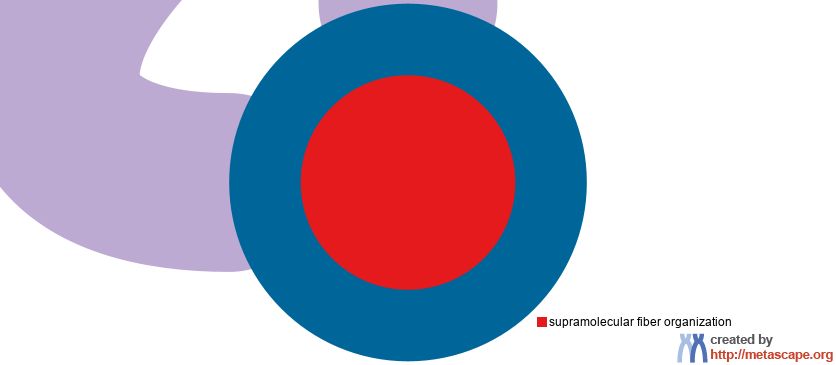 supramolecular fiber organization
created by
http://metascape.org